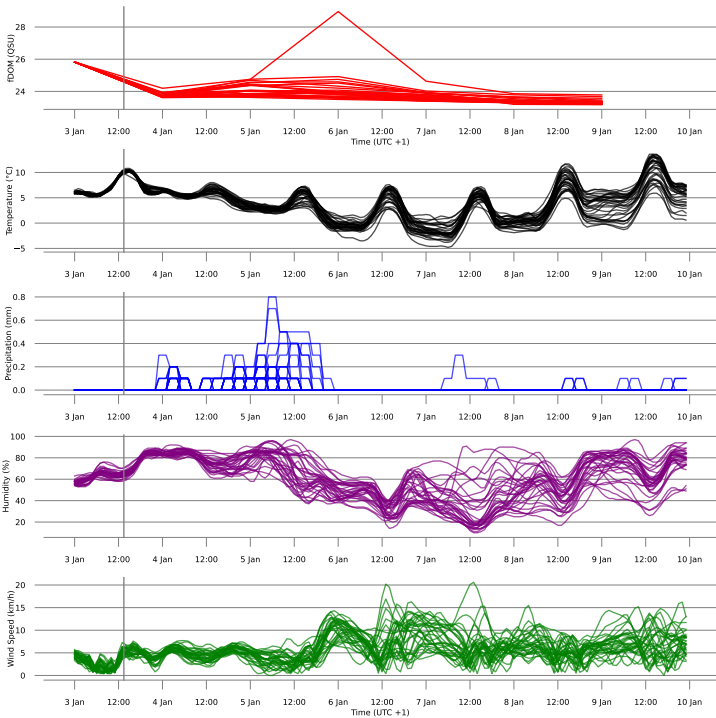 28
26
24
fDOM (QSU)
3 Jan 12:00 4 Jan 12:00 5 Jan 12:00 6 Jan 12:00 7 Jan 12:00 8 Jan 12:00 9 Jan 12:00 10 Jan
Time (UTC +1)
10
5
0
−5
Temperature (°C)
3 Jan 12:00 4 Jan 12:00 5 Jan 12:00 6 Jan 12:00 7 Jan 12:00 8 Jan 12:00 9 Jan 12:00 10 Jan
0.8
0.6
0.4
0.2
0.0
Precipitation (mm)
3 Jan 12:00 4 Jan 12:00 5 Jan 12:00 6 Jan 12:00 7 Jan 12:00 8 Jan 12:00 9 Jan 12:00 10 Jan
100
80
60
40
20
Humidity (%)
3 Jan 12:00 4 Jan 12:00 5 Jan 12:00 6 Jan 12:00 7 Jan 12:00 8 Jan 12:00 9 Jan 12:00 10 Jan
20
15
10
5
0
Wind Speed (km/h)
3 Jan 12:00 4 Jan 12:00 5 Jan 12:00 6 Jan 12:00 7 Jan 12:00 8 Jan 12:00 9 Jan 12:00 10 Jan
Time (UTC +1)